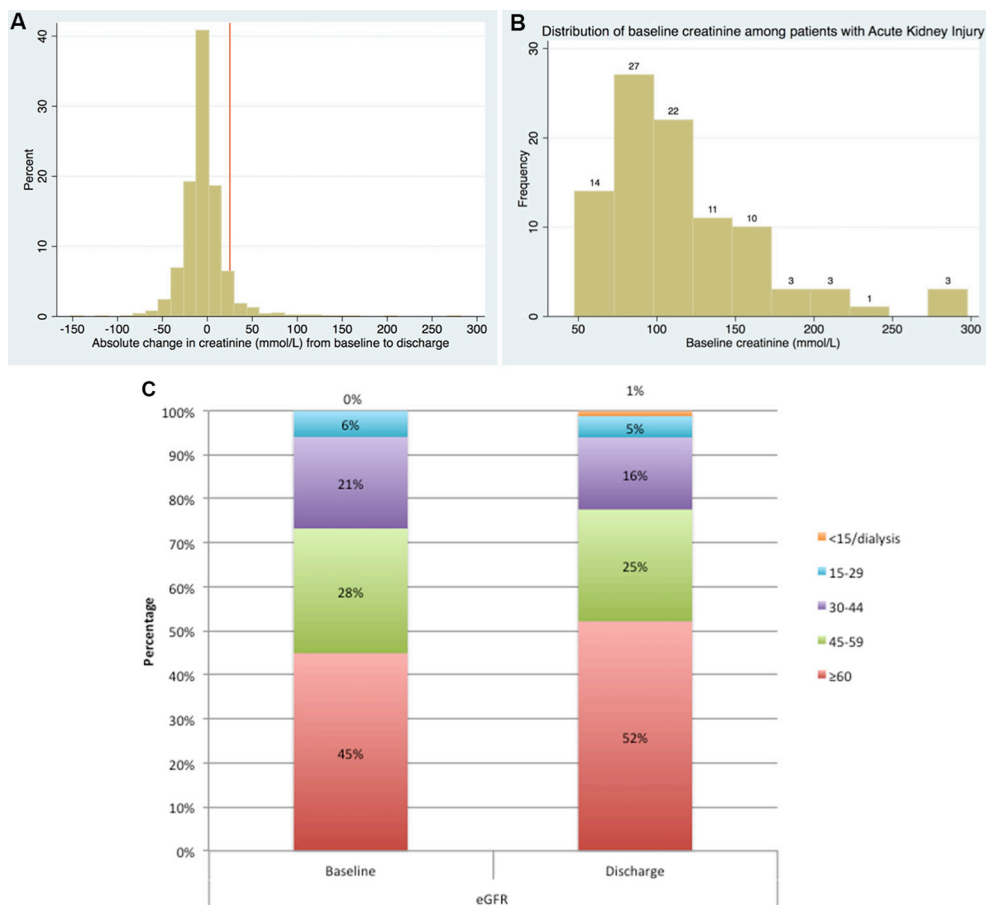 A
40
30
20
10
0
Percent
-150 -100 -50 0 50 100 150 200 250 300
Absolute change in creatinine (mmol/L) from baseline to discharge
B
Distribution of baseline creatinine among patients with Acute Kidney Injury
30
20
10
0
Frequency
14
27
22
11
10
3
3
1
3
50 100 150 200 250 300
Baseline creatinine (mmol/L)
C
0%
1%
100%
90%
80%
70%
60%
50%
40%
30%
20%
10%
0%
Percentage
6%
21%
28%
45%
5%
16%
25%
52%
Baseline
Discharge
eGFR
<15/dialysis
15-29
30-44
45-59
≥60